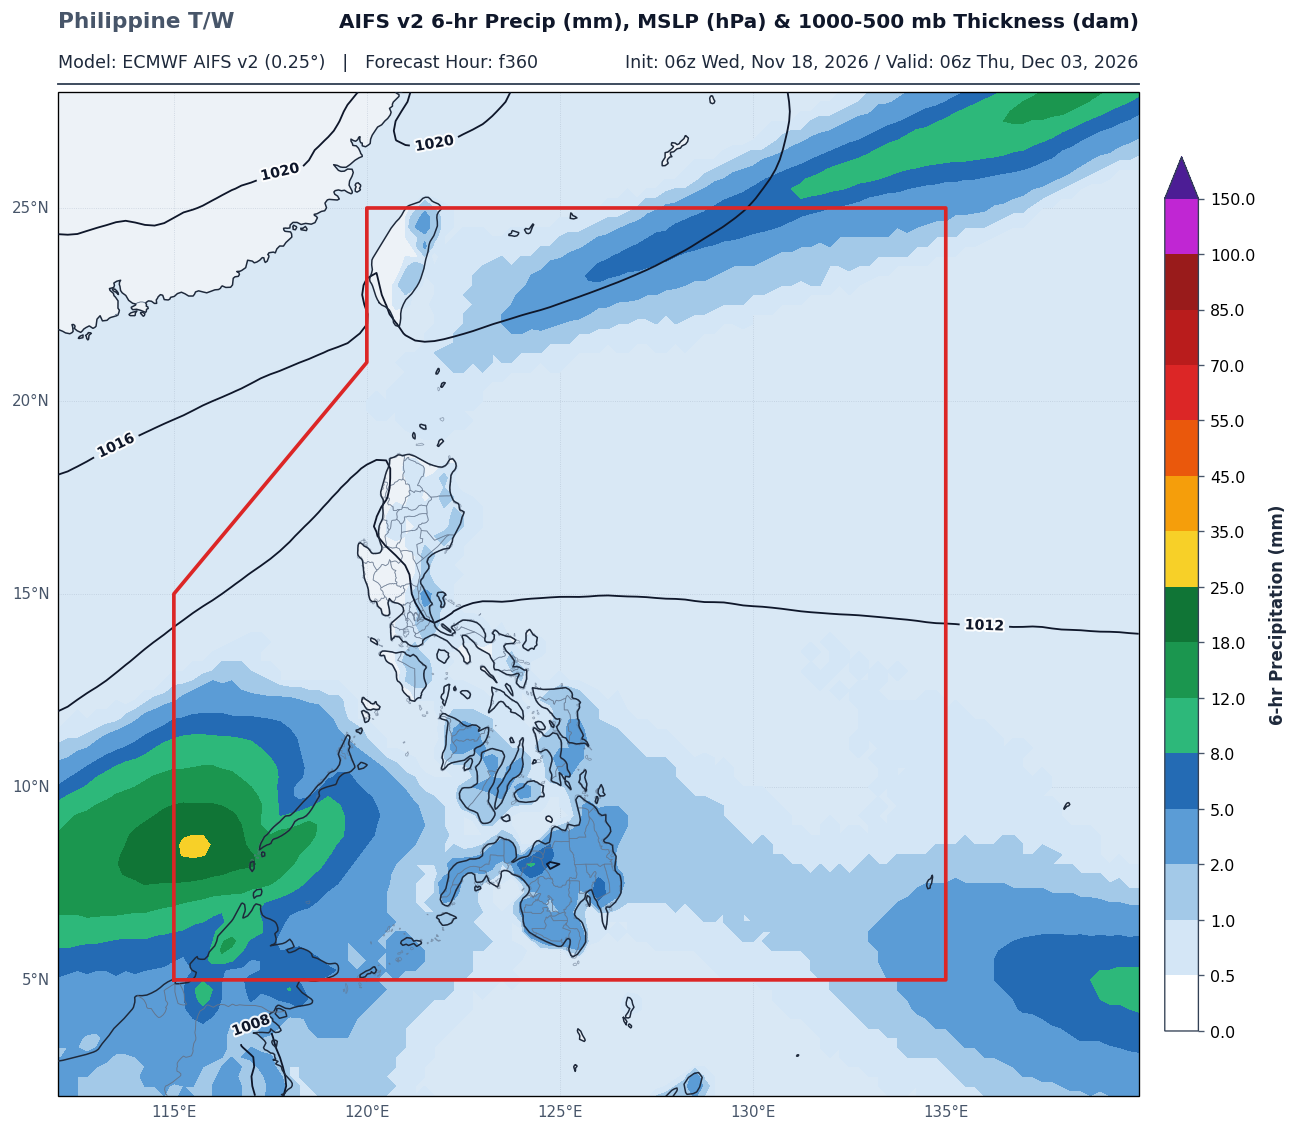 Philippine T/W
AIFS v2 6-hr Precip (mm), MSLP (hPa) & 1000-500 mb Thickness (dam)
Model: ECMWF AIFS v2 (0.25°) | Forecast Hour: f360
Init: 06z Wed, Nov 18, 2026 / Valid: 06z Thu, Dec 03, 2026
1020
1020
1016
1012
1008
25°N
20°N
15°N
10°N
5°N
115°E
120°E
125°E
130°E
135°E
150.0
100.0
85.0
70.0
55.0
45.0
35.0
25.0
18.0
12.0
8.0
5.0
2.0
1.0
0.5
0.0
6-hr Precipitation (mm)